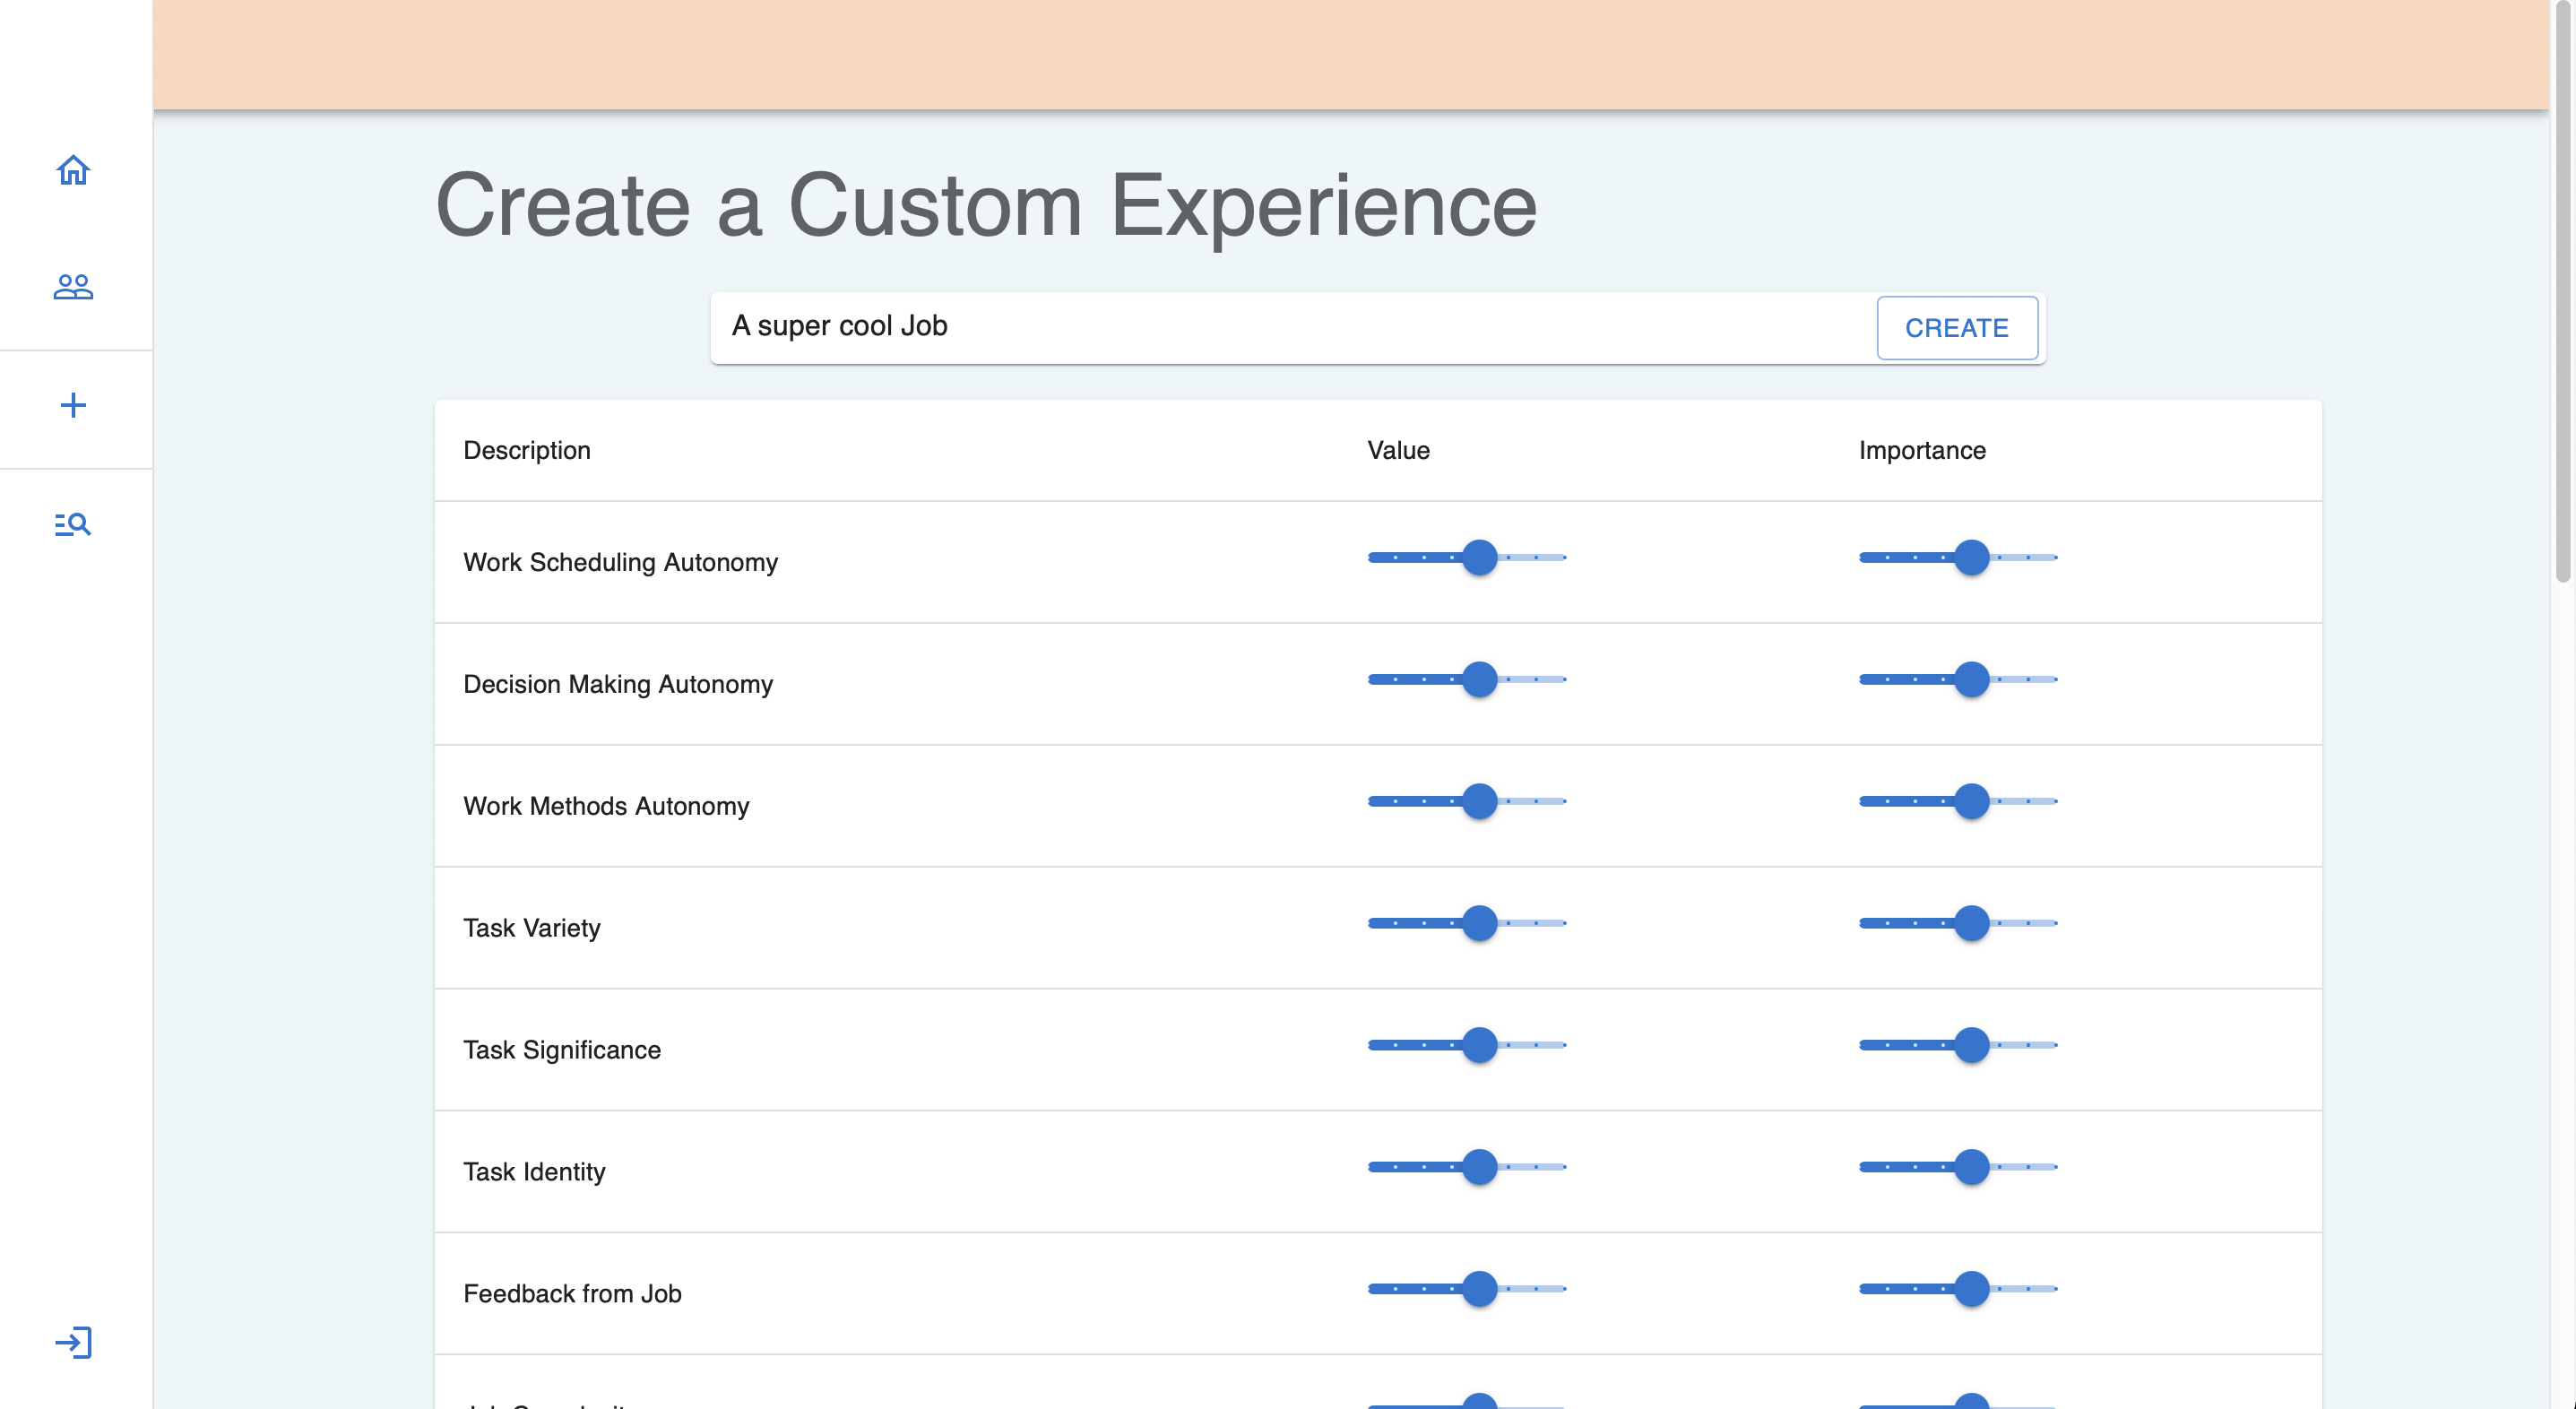 Create a Custom Experience
A super cool Job
CREATE
Description Value Importance
Work Scheduling Autonomy
Decision Making Autonomy
Work Methods Autonomy
Task Variety
Task Significance
Task Identity
Feedback from Job